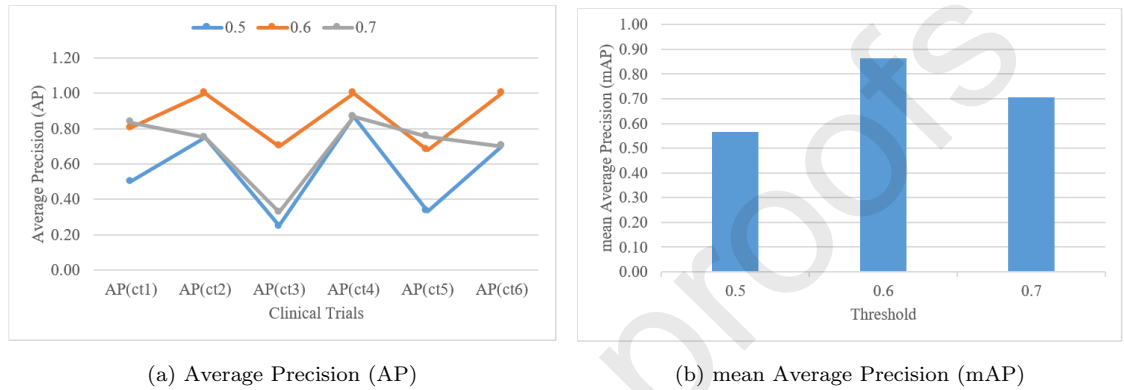 0.5 0.6 0.7
1.20
1.00
0.80
0.60
0.40
0.20
0.00
Average Precision (AP)
AP(ct1) AP(ct2) AP(ct3) AP(ct4) AP(ct5) AP(ct6)
Clinical Trials
(a) Average Precision (AP)
1.00
0.90
0.80
0.70
0.60
0.50
0.40
0.30
0.20
0.10
0.00
mean Average Precision (mAP)
0.5 0.6 0.7
Threshold
(b) mean Average Precision (mAP)
proofs